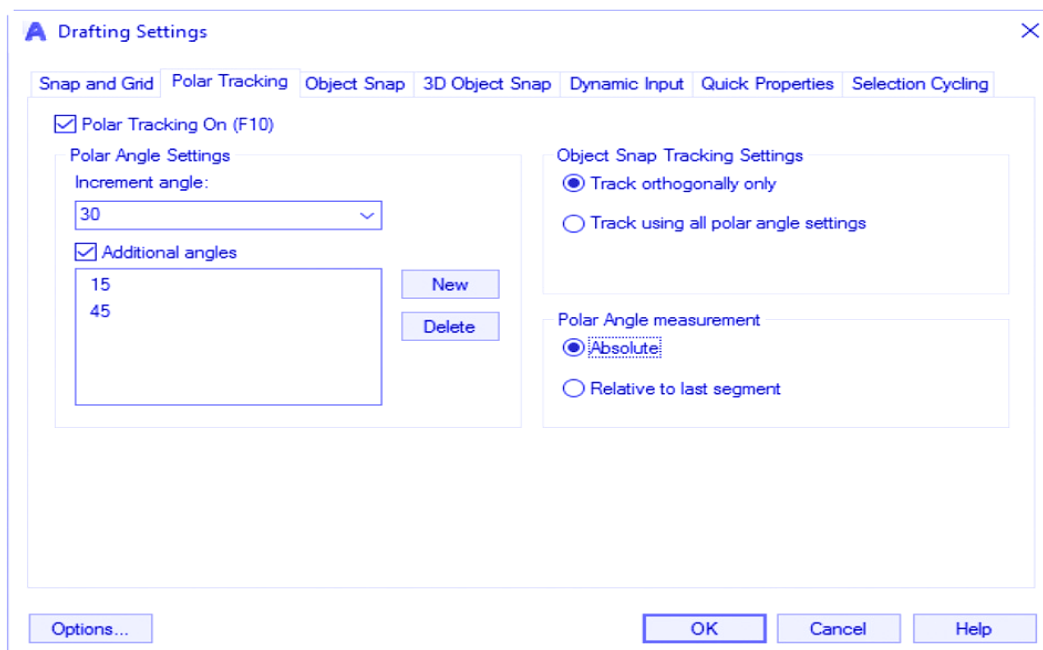 Drafting Settings
Snap and Grid Polar Tracking Object Snap 3D Object Snap Dynamic Input Quick Properties Selection Cycling
Polar Tracking On (F10)
Polar Angle Settings
Increment angle:
30
Additional angles
15
45
New
Delete
Object Snap Tracking Settings
Track orthogonally only
Track using all polar angle settings
Polar Angle measurement
Absolute
Relative to last segment
Options... OK Cancel Help